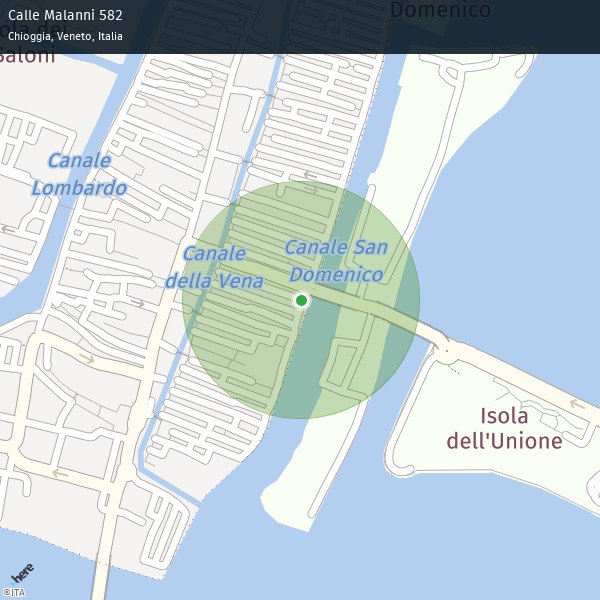 Calle Malanni 582
Chioggia, Veneto, Italia
Domenico
Saloni
Canale
Lombardo
Canale
della Vena
Canale San
Domenico
Isola
dell'Unione
here
©ITA